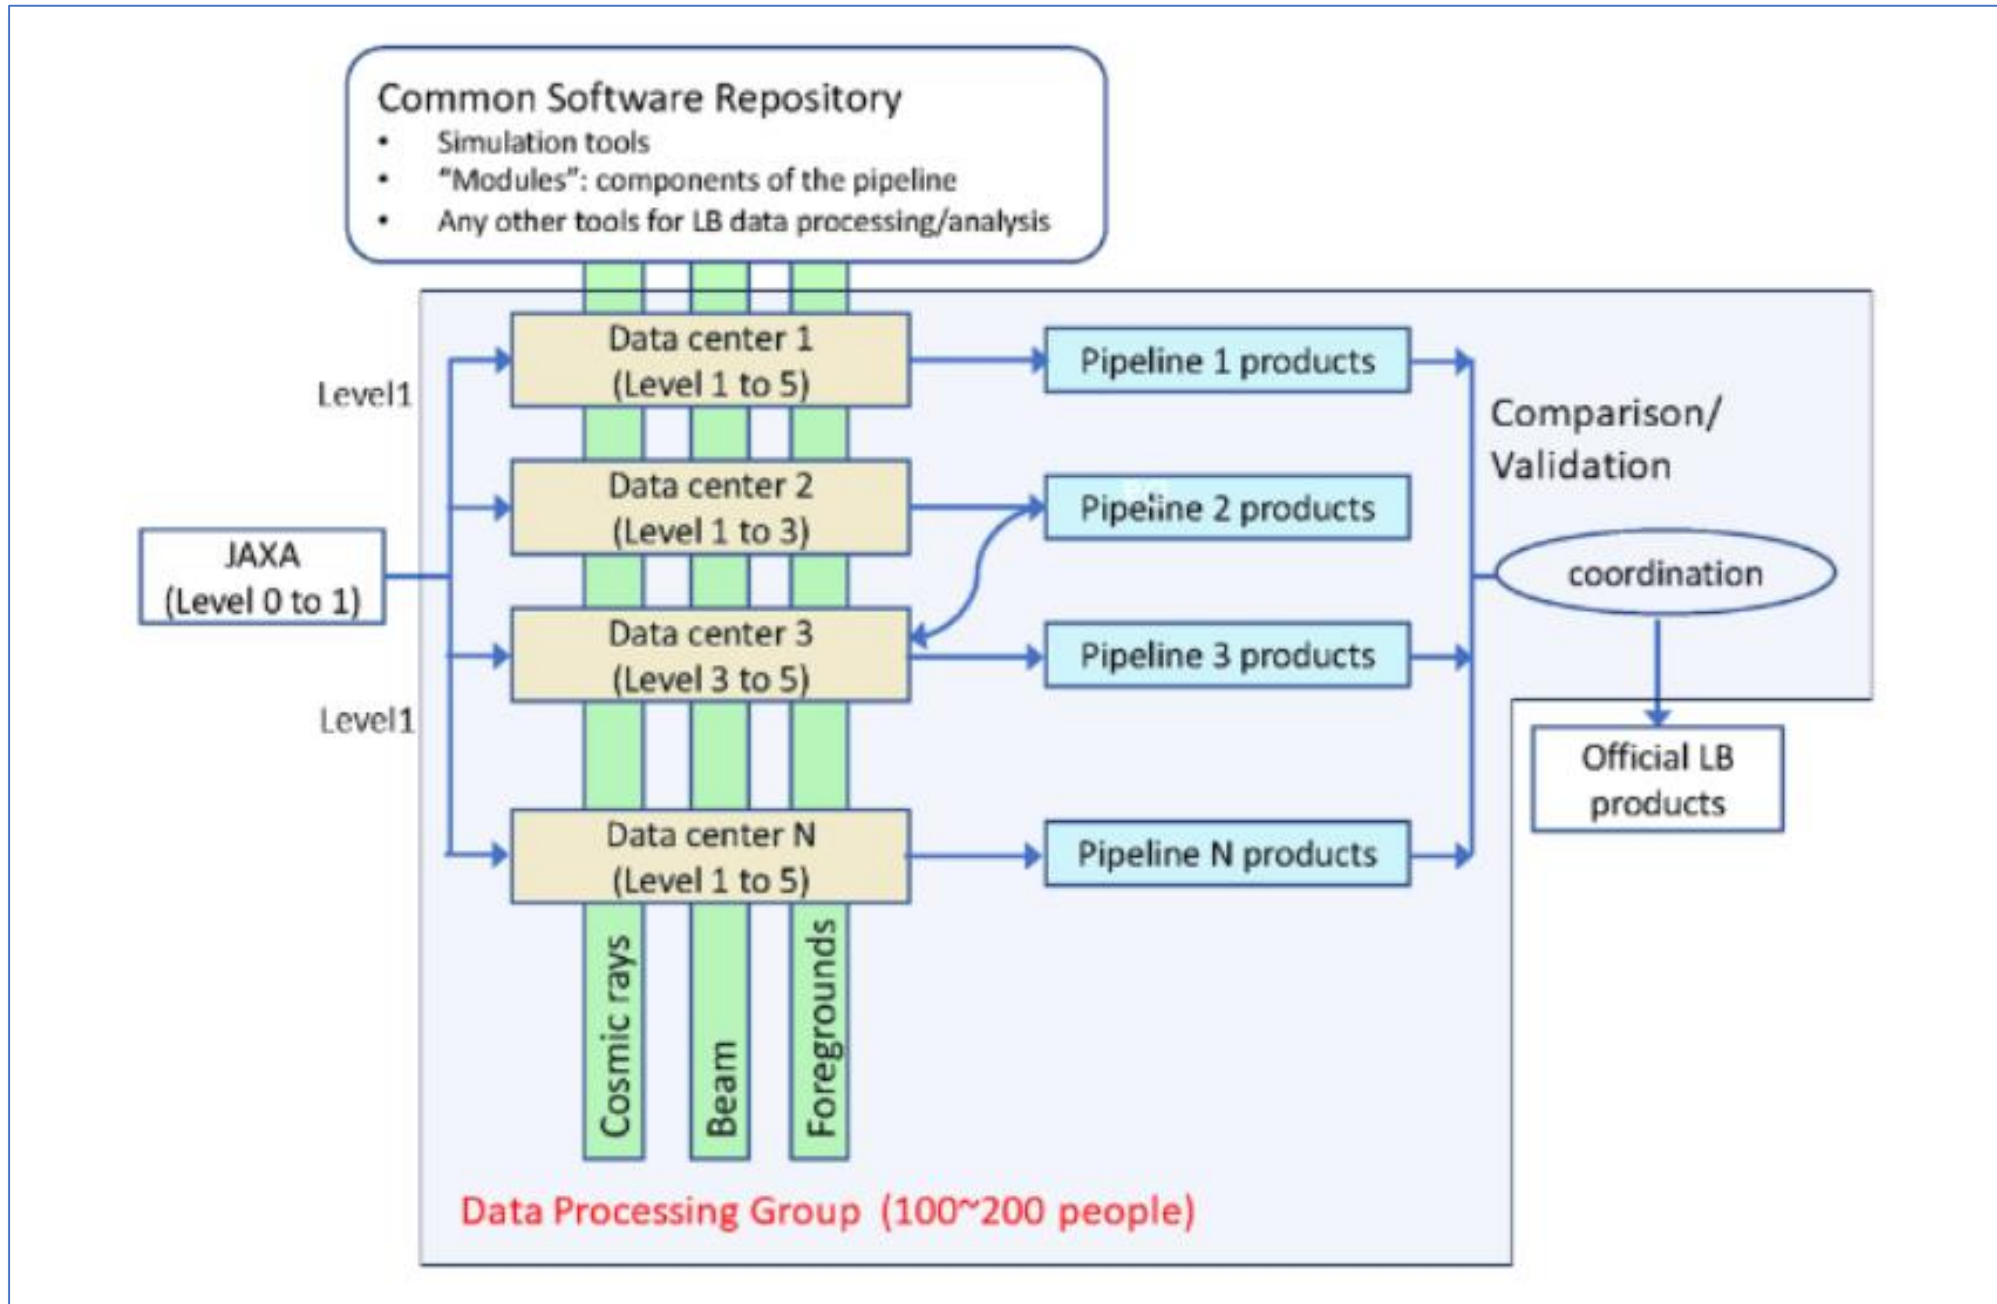 Common Software Repository
• Simulation tools
• “Modules”: components of the pipeline
• Any other tools for LB data processing/analysis
Data center 1
(Level 1 to 5)
Pipeline 1 products
Level1
Comparison/
Validation
Data center 2
(Level 1 to 3)
Pipeline 2 products
JAXA
(Level 0 to 1)
coordination
Data center 3
(Level 3 to 5)
Pipeline 3 products
Level1
Official LB
products
Data center N
(Level 1 to 5)
Pipeline N products
Cosmic rays
Beam
Foregrounds
Data Processing Group (100~200 people)